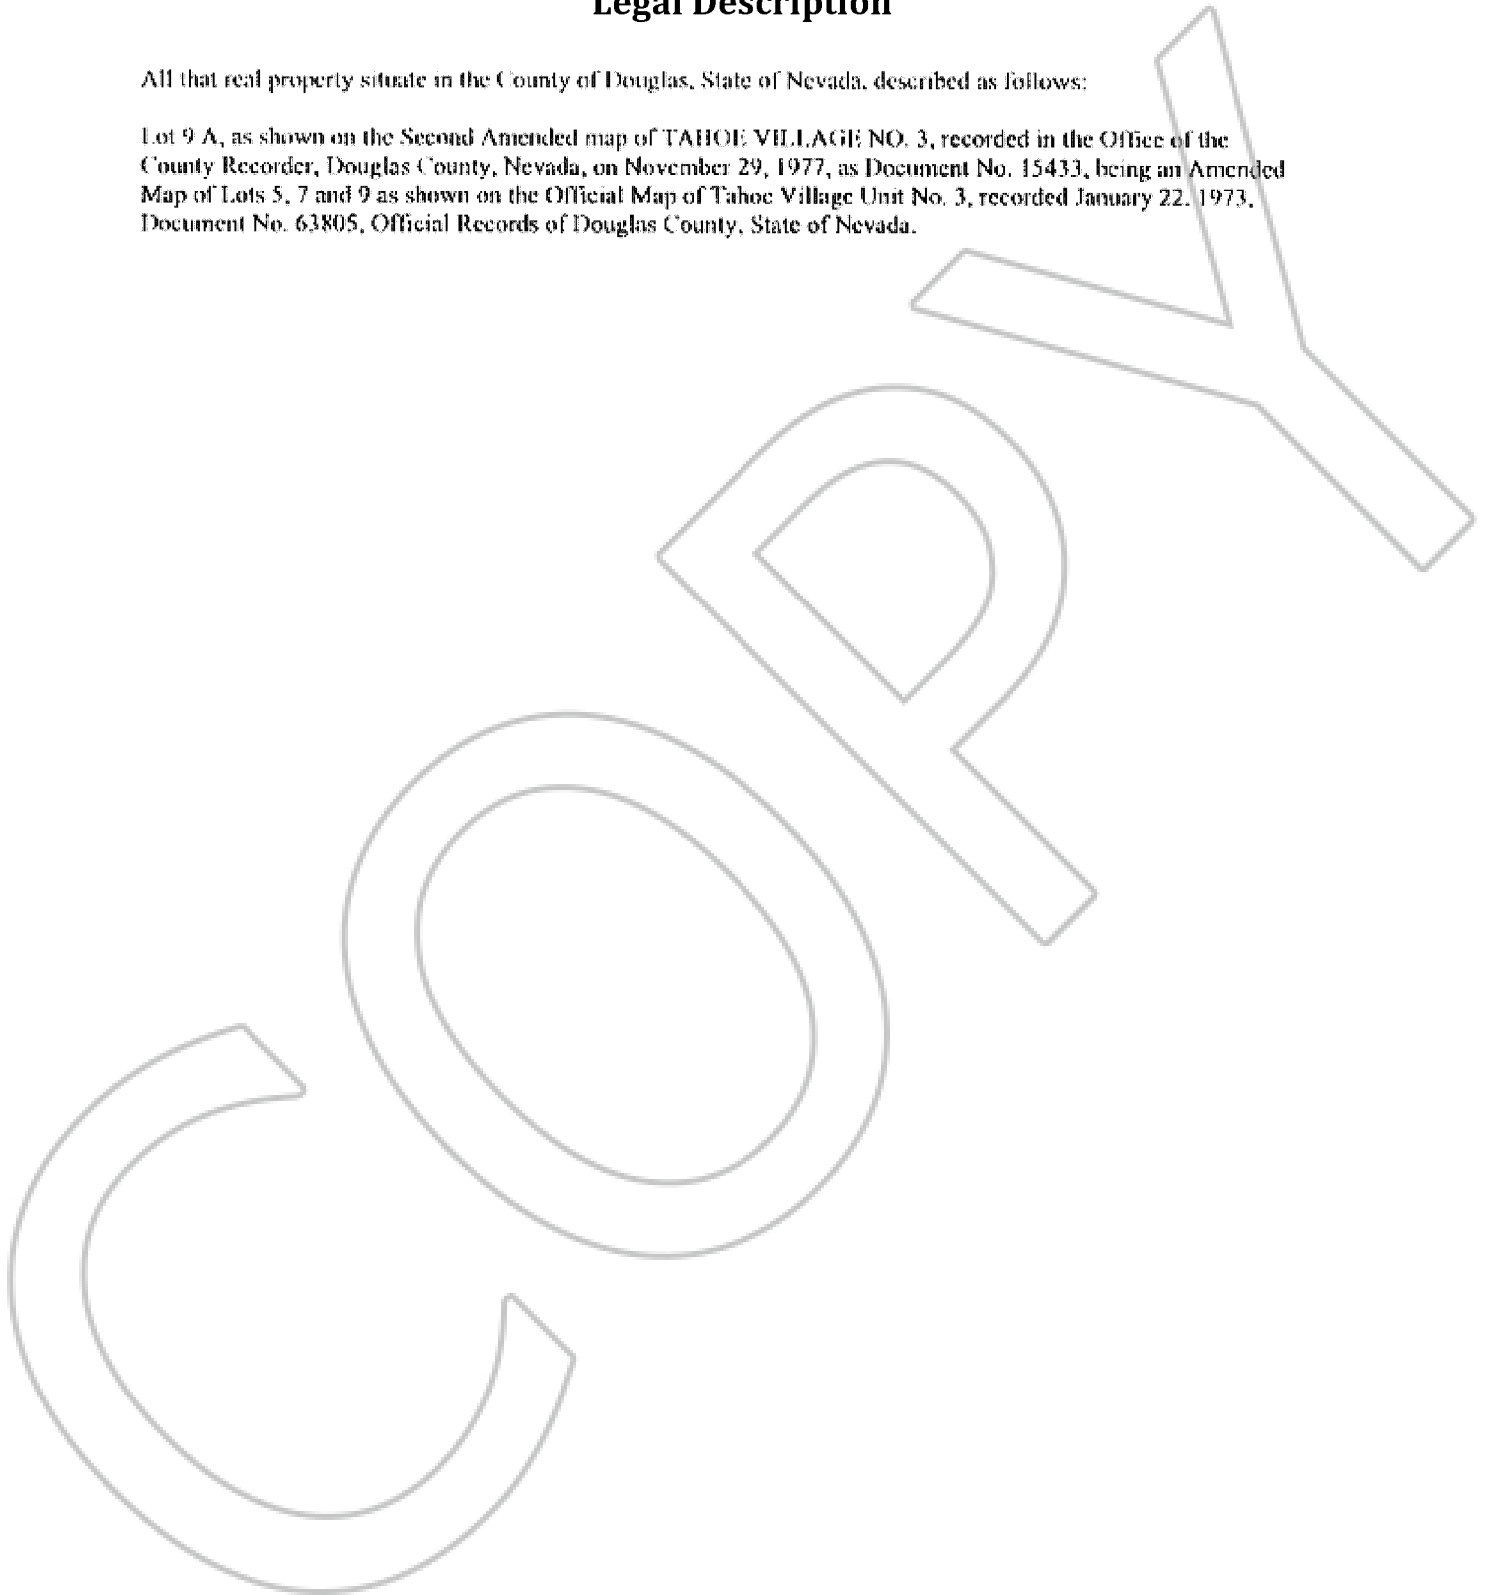 Legal Description
All that real property situate in the County of Douglas, State of Nevada, described as follows:
Lot 9 A, as shown on the Second Amended map of TAHOE VILLAGE NO. 3, recorded in the Office of the
County Recorder, Douglas County, Nevada, on November 29, 1977, as Document No. 15433, being an Amended
Map of Lots 5, 7 and 9 as shown on the Official Map of Tahoe Village Unit No. 3, recorded January 22, 1973,
Document No. 63805, Official Records of Douglas County, State of Nevada.
COPY